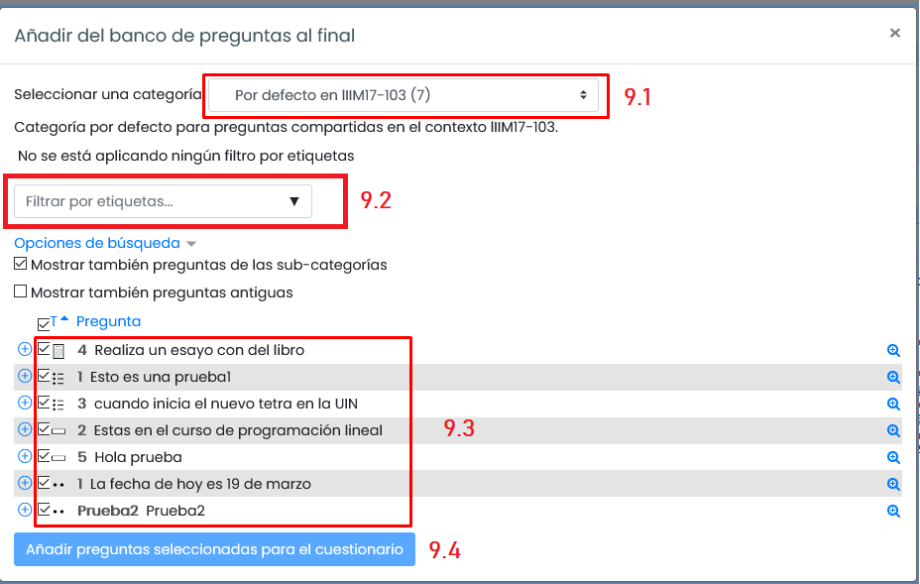 Añadir del banco de preguntas al final ×
Seleccionar una categoría Por defecto en lIIM17-103 (7) 9.1
Categoría por defecto para preguntas compartidas en el contexto lIIM17-103.
No se está aplicando ningún filtro por etiquetas
Filtrar por etiquetas... ▼ 9.2
Opciones de búsqueda
Mostrar también preguntas de las sub-categorías
Mostrar también preguntas antiguas
T Pregunta
4 Realiza un esayo con del libro
1 Esto es una prueba1
3 cuando inicia el nuevo tetra en la UIN
2 Estas en el curso de programación lineal 9.3
5 Hola prueba
1 La fecha de hoy es 19 de marzo
Prueba2 Prueba2
Añadir preguntas seleccionadas para el cuestionario 9.4